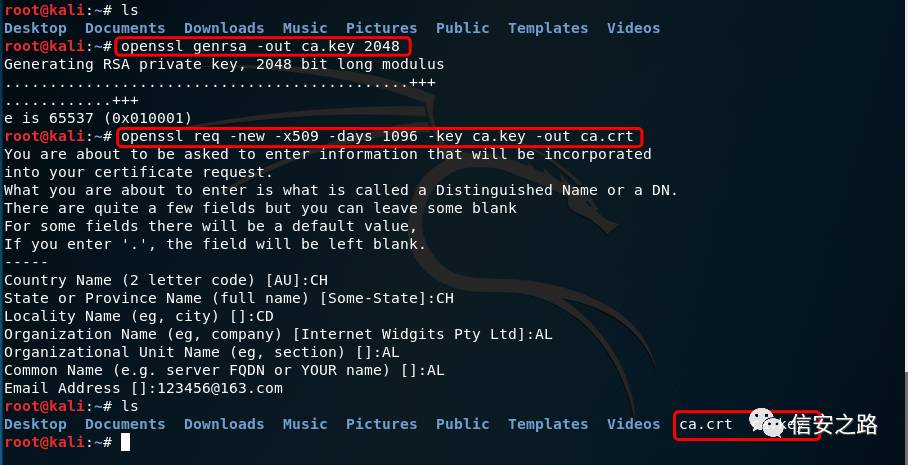 root@kali:~# ls
Desktop Documents Downloads Music Pictures Public Templates Videos
root@kali:~# openssl genrsa -out ca.key 2048
Generating RSA private key, 2048 bit long modulus
..............................................+++
............+++
e is 65537 (0x010001)
root@kali:~# openssl req -new -x509 -days 1096 -key ca.key -out ca.crt
You are about to be asked to enter information that will be incorporated
into your certificate request.
What you are about to enter is what is called a Distinguished Name or a DN.
There are quite a few fields but you can leave some blank
For some fields there will be a default value,
If you enter '.', the field will be left blank.
-----
Country Name (2 letter code) [AU]:CH
State or Province Name (full name) [Some-State]:CH
Locality Name (eg, city) []:CD
Organization Name (eg, company) [Internet Widgits Pty Ltd]:AL
Organizational Unit Name (eg, section) []:AL
Common Name (e.g. server FQDN or YOUR name) []:AL
Email Address []:123456@163.com
root@kali:~# ls
Desktop Documents Downloads Music Pictures Public Templates Videos ca.crt
信安之路
root@kali:~#